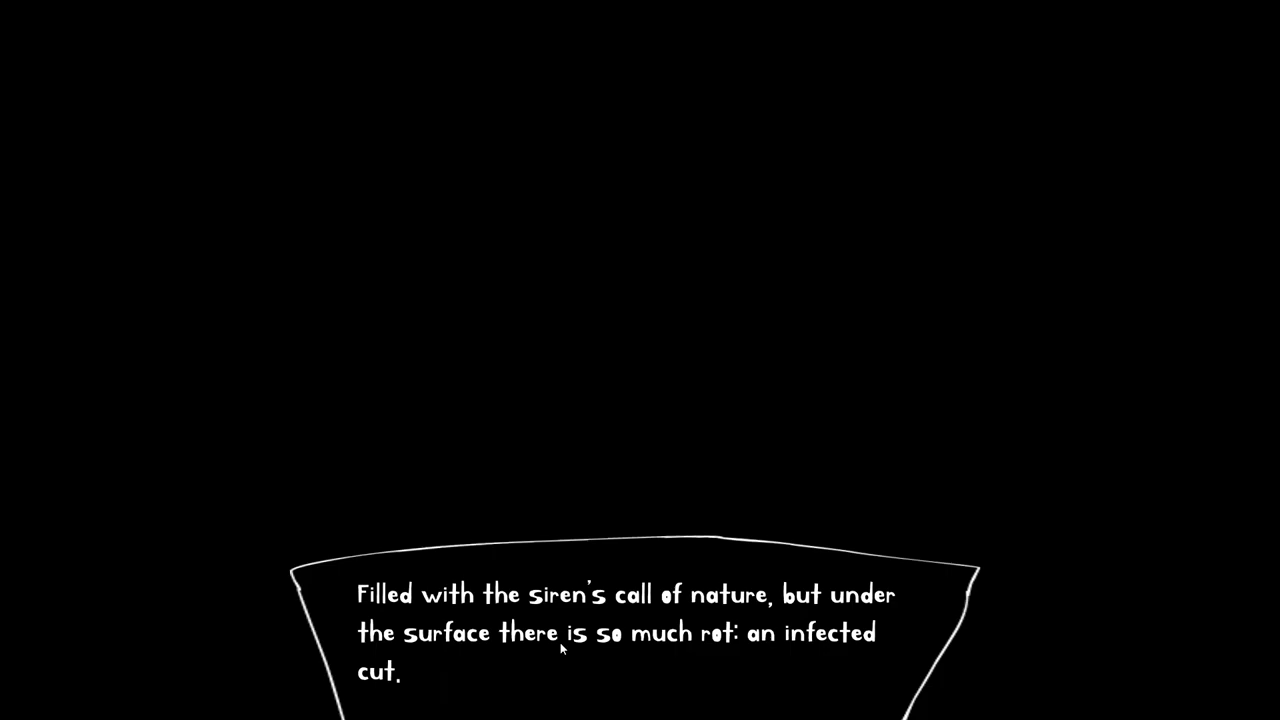 Filled with the siren's call of nature, but under
the surface there is so much rot: an infected
cut.